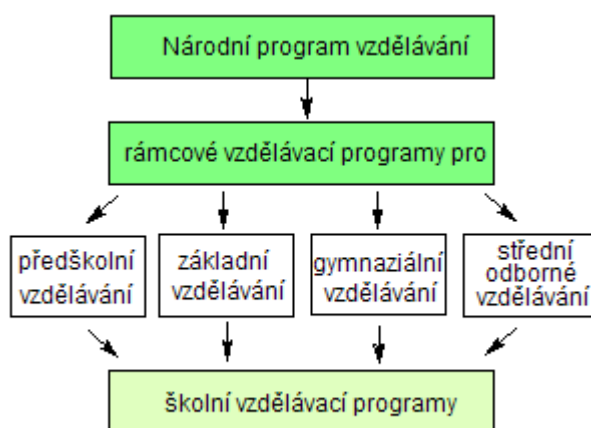 Národní program vzdělávání
rámcové vzdělávací programy pro
předškolní
vzdělávání
základní
vzdělávání
gymnaziální
vzdělávání
střední
odborné
vzdělávání
školní vzdělávací programy